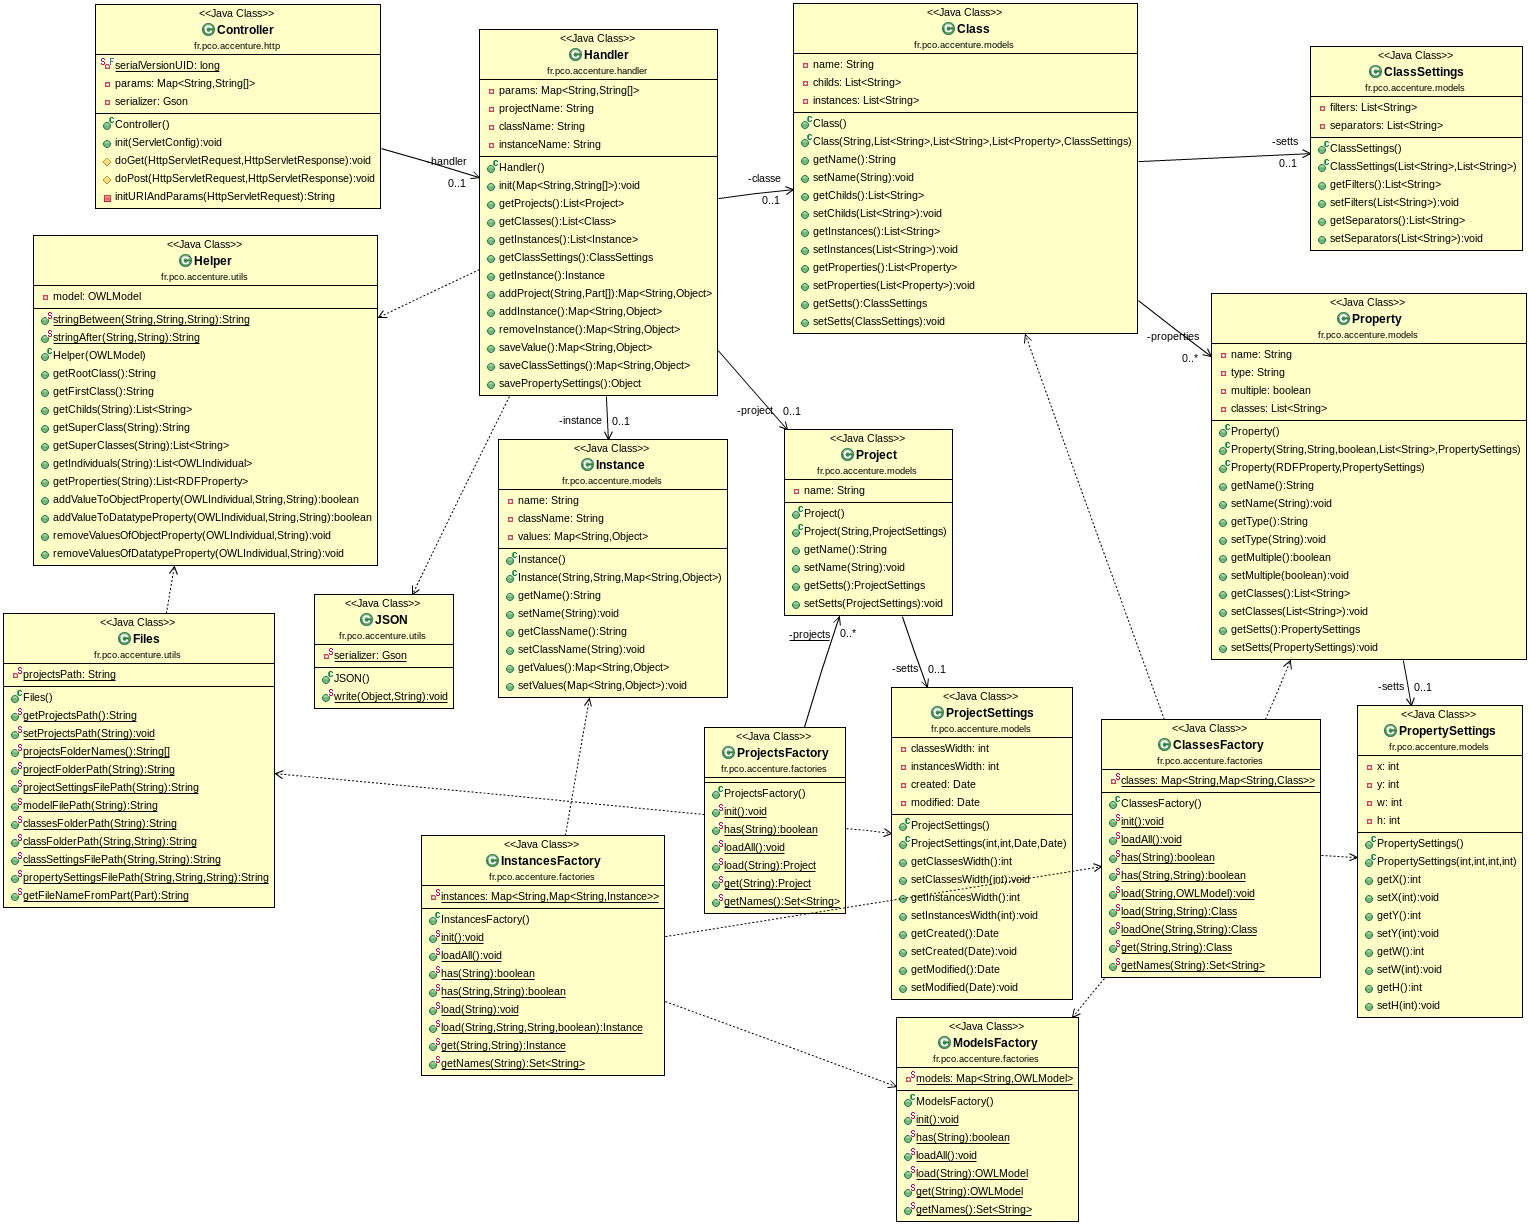 <<Java Class>>
Controller
fr.pco.accenture.http
serialVersionUID: long
params: Map<String,String[]>
serializer: Gson
Controller()
init(ServletConfig):void
doGet(HttpServletRequest,HttpServletResponse):void
doPost(HttpServletRequest,HttpServletResponse):void
initURIAndParams(HttpServletRequest):String
-handler
0..1
<<Java Class>>
Handler
fr.pco.accenture.handler
params: Map<String,String[]>
projectName: String
className: String
instanceName: String
Handler()
init(Map<String,String[]>):void
getProjects():List<Project>
getClasses():List<Class>
getInstances():List<Instance>
getClassSettings():ClassSettings
getInstance():Instance
addProject(String,Part[]):Map<String,Object>
addInstance():Map<String,Object>
removeInstance():Map<String,Object>
saveValue():Map<String,Object>
saveClassSettings():Map<String,Object>
savePropertySettings():Object
-classe
0..1
<<Java Class>>
Class
fr.pco.accenture.models
name: String
childs: List<String>
instances: List<String>
Class()
Class(String,List<String>,List<String>,List<Property>,ClassSettings)
getName():String
setName(String):void
getChilds():List<String>
setChilds(List<String>):void
getInstances():List<String>
setInstances(List<String>):void
getProperties():List<Property>
setProperties(List<Property>):void
getSetts():ClassSettings
setSetts(ClassSettings):void
-setts
0..1
<<Java Class>>
ClassSettings
fr.pco.accenture.models
filters: List<String>
separators: List<String>
ClassSettings()
ClassSettings(List<String>,List<String>)
getFilters():List<String>
setFilters(List<String>):void
getSeparators():List<String>
setSeparators(List<String>):void
<<Java Class>>
Helper
fr.pco.accenture.utils
model: OWLModel
stringBetween(String,String,String):String
stringAfter(String,String):String
Helper(OWLModel)
getRootClass():String
getFirstClass():String
getChilds(String):List<String>
getSuperClass(String):String
getSuperClasses(String):List<String>
getIndividuals(String):List<OWLIndividual>
getProperties(String):List<RDFProperty>
addValueToObjectProperty(OWLIndividual,String,String):boolean
addValueToDatatypeProperty(OWLIndividual,String,String):boolean
removeValuesOfObjectProperty(OWLIndividual,String):void
removeValuesOfDatatypeProperty(OWLIndividual,String):void
-properties
0..*
<<Java Class>>
Property
fr.pco.accenture.models
name: String
type: String
multiple: boolean
classes: List<String>
Property()
Property(String,String,boolean,List<String>,PropertySettings)
Property(RDFProperty,PropertySettings)
getName():String
setName(String):void
getType():String
setType(String):void
getMultiple():boolean
setMultiple(boolean):void
getClasses():List<String>
setClasses(List<String>):void
getSetts():PropertySettings
setSetts(PropertySettings):void
-instance
0..1
<<Java Class>>
Instance
fr.pco.accenture.models
name: String
className: String
values: Map<String,Object>
Instance()
Instance(String,String,Map<String,Object>)
getName():String
setName(String):void
getClassName():String
setClassName(String):void
getValues():Map<String,Object>
setValues(Map<String,Object>):void
-project
0..1
<<Java Class>>
Project
fr.pco.accenture.models
name: String
Project()
Project(String,ProjectSettings)
getName():String
setName(String):void
getSetts():ProjectSettings
setSetts(ProjectSettings):void
<<Java Class>>
JSON
fr.pco.accenture.utils
serializer: Gson
JSON()
write(Object,String):void
<<Java Class>>
Files
fr.pco.accenture.utils
projectsPath: String
Files()
getProjectsPath():String
setProjectsPath(String):void
projectsFolderNames():String[]
projectFolderPath(String):String
projectSettingsFilePath(String):String
modelFilePath(String):String
classesFolderPath(String):String
classFolderPath(String,String):String
classSettingsFilePath(String,String):String
propertySettingsFilePath(String,String,String):String
getFileNameFromPart(Part):String
-projects
0..*
-setts
0..1
<<Java Class>>
ProjectsFactory
fr.pco.accenture.factories
ProjectsFactory()
init():void
has(String):boolean
loadAll():void
load(String):Project
get(String):Project
getNames():Set<String>
<<Java Class>>
ProjectSettings
fr.pco.accenture.models
classesWidth: int
instancesWidth: int
created: Date
modified: Date
ProjectSettings()
ProjectSettings(int,int,Date,Date)
getClassesWidth():int
setClassesWidth(int):void
getInstancesWidth():int
setInstancesWidth(int):void
getCreated():Date
setCreated(Date):void
getModified():Date
setModified(Date):void
<<Java Class>>
ClassesFactory
fr.pco.accenture.factories
classes: Map<String,Map<String,Class>>
ClassesFactory()
init():void
loadAll():void
has(String):boolean
has(String,String):boolean
load(String,OWLModel):void
load(String,String):Class
loadOne(String,String):Class
get(String,String):Class
getNames(String):Set<String>
-setts
0..1
<<Java Class>>
PropertySettings
fr.pco.accenture.models
x: int
y: int
w: int
h: int
PropertySettings()
PropertySettings(int,int,int,int)
getX():int
setX(int):void
getY():int
setY(int):void
getW():int
setW(int):void
getH():int
setH(int):void
<<Java Class>>
InstancesFactory
fr.pco.accenture.factories
instances: Map<String,Map<String,Instance>>
InstancesFactory()
init():void
loadAll():void
has(String):boolean
has(String,String):boolean
load(String):void
load(String,String,String,boolean):Instance
get(String,String):Instance
getNames(String):Set<String>
<<Java Class>>
ModelsFactory
fr.pco.accenture.factories
models: Map<String,OWLModel>
ModelsFactory()
init():void
has(String):boolean
loadAll():void
load(String):OWLModel
get(String):OWLModel
getNames():Set<String>